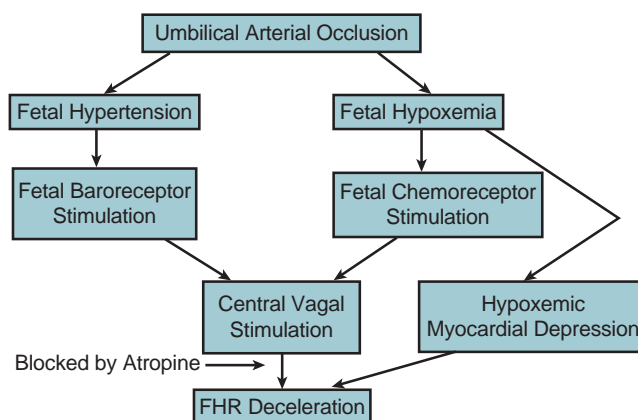 Umbilical Arterial Occlusion
Fetal Hypertension
Fetal Hypoxemia
Fetal Baroreceptor
Stimulation
Fetal Chemoreceptor
Stimulation
Central Vagal
Stimulation
Hypoxemic
Myocardial Depression
Blocked by Atropine
FHR Deceleration